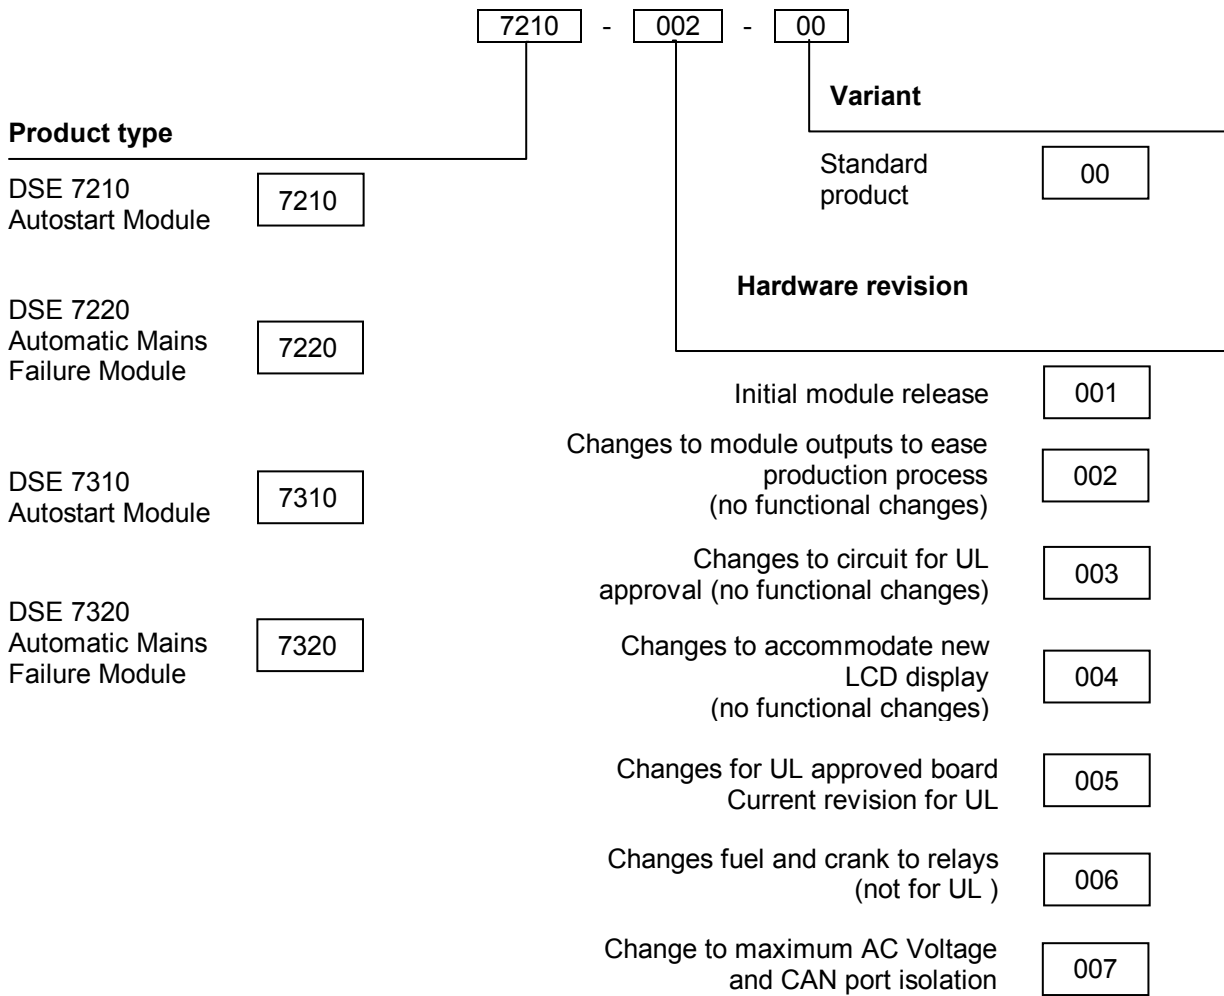 7210 - 002 - 00
Variant
Product type
Standard
product
00
DSE 7210
Autostart Module
7210
Hardware revision
DSE 7220
Automatic Mains
Failure Module
7220
Initial module release
001
Changes to module outputs to ease
production process
(no functional changes)
002
DSE 7310
Autostart Module
7310
Changes to circuit for UL
approval (no functional changes)
003
DSE 7320
Automatic Mains
Failure Module
7320
Changes to accommodate new
LCD display
(no functional changes)
004
Changes for UL approved board
Current revision for UL
005
Changes fuel and crank to relays
(not for UL )
006
Change to maximum AC Voltage
and CAN port isolation
007